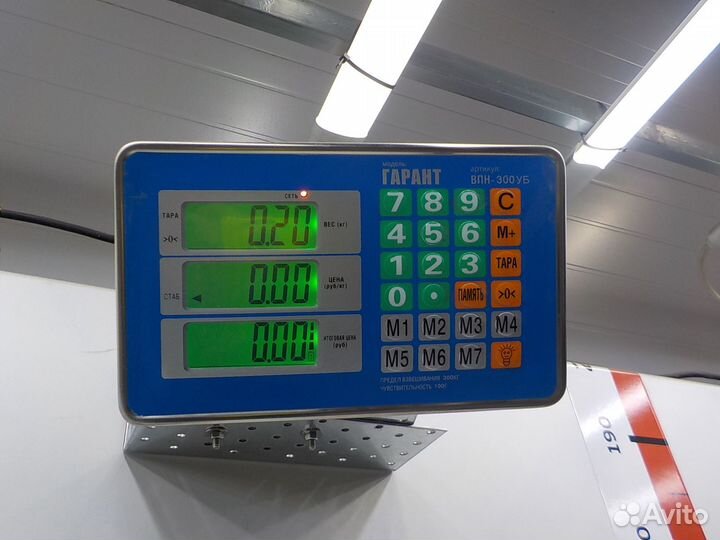 модель:
ГАРАНТ
артикул:
ВПН-300УБ
СЕТЬ
ТАРА
>0<
0.20
ВЕС (кг)
СТАБ
0.00
ЦЕНА
(руб/кг)
0.00
ИТОГОВАЯ ЦЕНА
(руб)
7 8 9 C
4 5 6 M+
1 2 3 ТАРА
0 • ПАМЯТЬ >0<
M1 M2 M3 M4
M5 M6 M7
ПРЕДЕЛ ВЗВЕШИВАНИЯ 300КГ
ЧУВСТВИТЕЛЬНОСТЬ 100Г
190
Avito